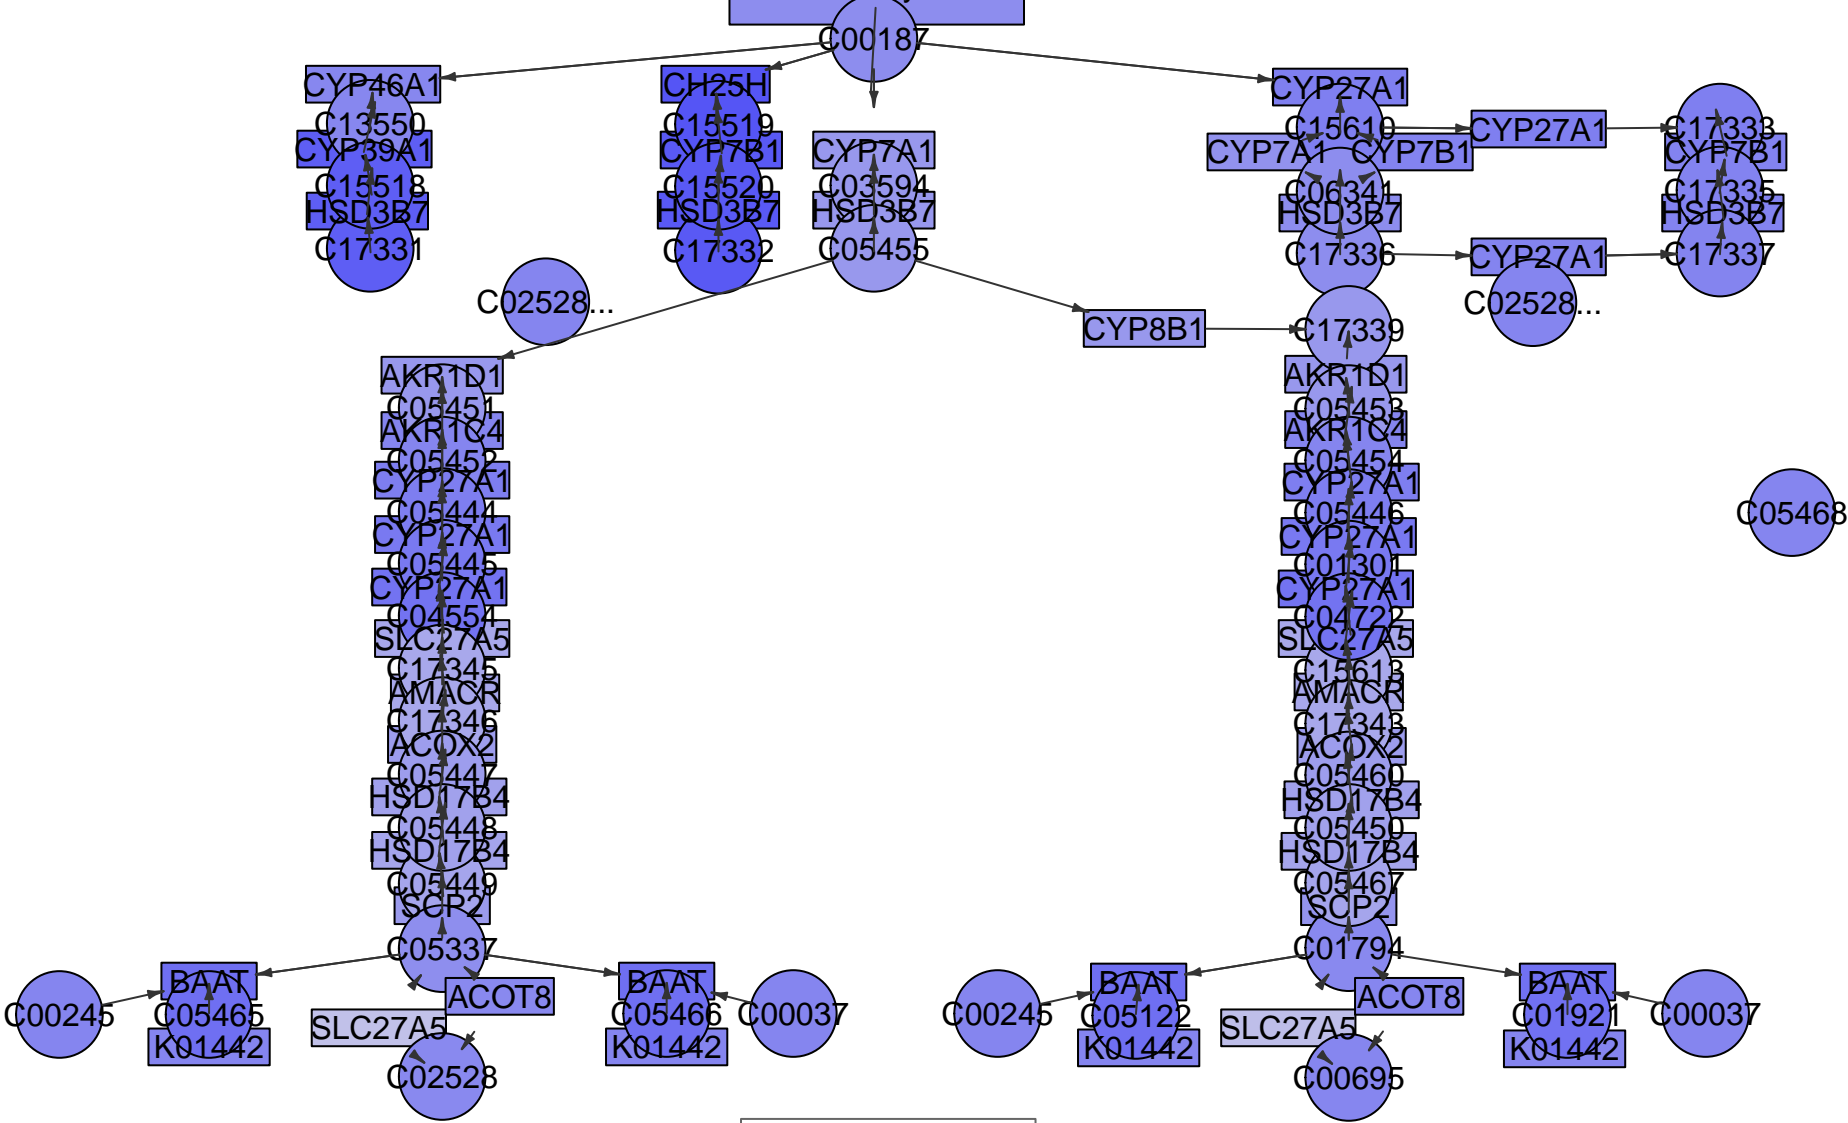 C00187
CYP46A1
CH25H
CYP27A1
C13550
C15519
C15610
CYP27A1
C17333
CYP39A1
CYP7B1
CYP7A1
CYP7A1
CYP7B1
CYP7B1
C15518
C15520
C03594
C06341
C17335
HSD3B7
HSD3B7
HSD3B7
HSD3B7
HSD3B7
C17331
C17332
C05455
C17336
CYP27A1
C17337
C02528...
C02528...
CYP8B1
C17339
AKR1D1
AKR1D1
C05451
C05453
AKR1C4
AKR1C4
C05452
C05454
CYP27A1
CYP27A1
C05444
C05446
C05468
CYP27A1
CYP27A1
C05445
C01301
CYP27A1
CYP27A1
C04554
C04722
SLC27A5
SLC27A5
C17345
C15613
AMACR
AMACR
C17346
C17343
ACOX2
ACOX2
C05447
C05460
HSD17B4
HSD17B4
C05448
C05450
HSD17B4
HSD17B4
C05449
C05467
SCP2
SCP2
C05337
C01794
BAAT
BAAT
BAAT
BAAT
ACOT8
ACOT8
C00245
C05465
C05466
C00037
C00245
C05122
C01921
C00037
SLC27A5
SLC27A5
K01442
K01442
K01442
K01442
C02528
C00695